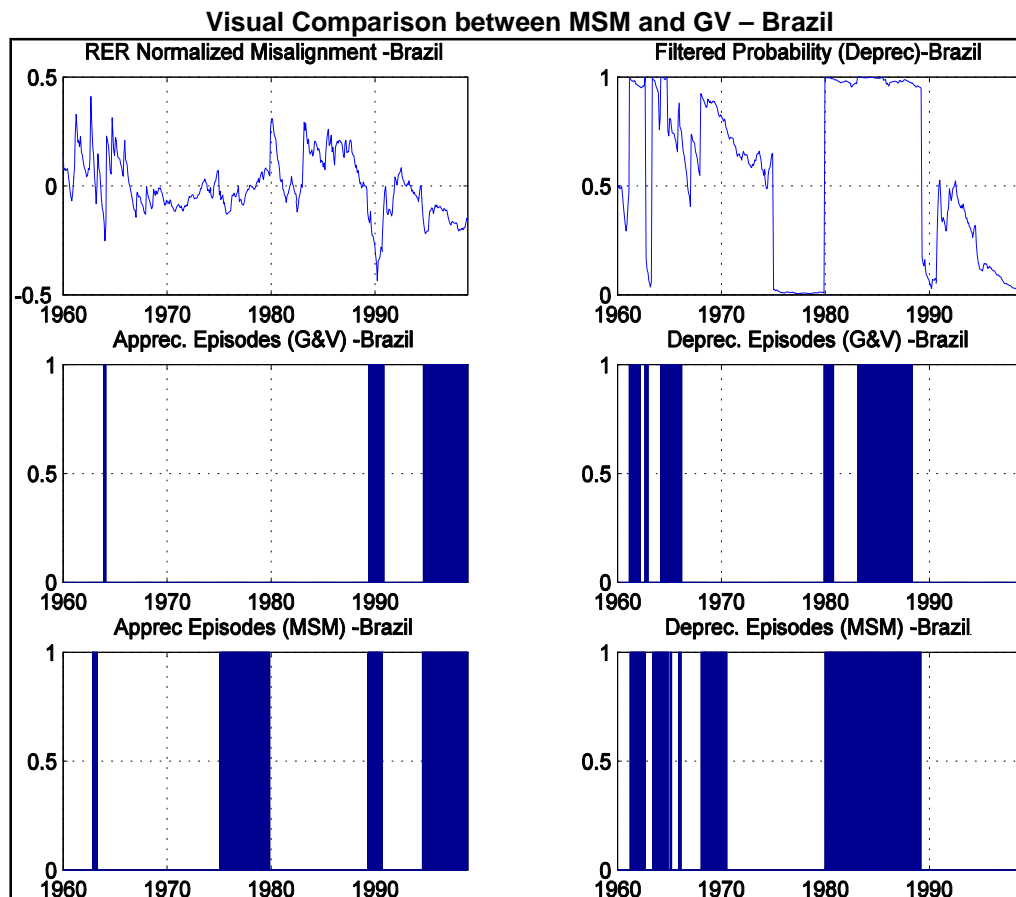 Visual Comparison between MSM and GV – Brazil
RER Normalized Misalignment -Brazil
0.5
0
-0.5
1960 1970 1980 1990
Filtered Probability (Deprec)-Brazil
1
0.5
0
1960 1970 1980 1990
Apprec. Episodes (G&V) -Brazil
1
0.5
0
1960 1970 1980 1990
Deprec. Episodes (G&V) -Brazil
1
0.5
0
1960 1970 1980 1990
Apprec Episodes (MSM) -Brazil
1
0.5
0
1960 1970 1980 1990
Deprec. Episodes (MSM) -Brazil
1
0.5
0
1960 1970 1980 1990